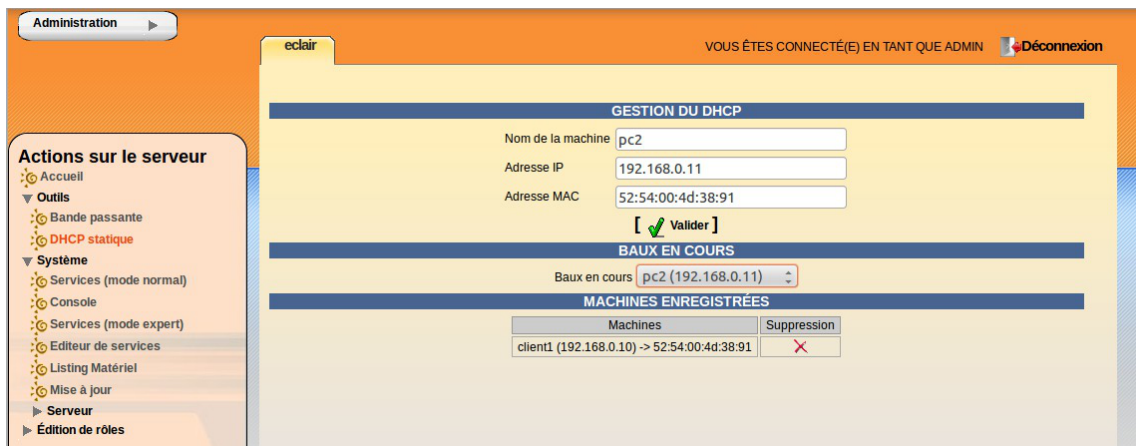 Administration
eclair
VOUS ÊTES CONNECTÉ(E) EN TANT QUE ADMIN
Déconnexion
Actions sur le serveur
Accueil
Outils
Bande passante
DHCP statique
Système
Services (mode normal)
Console
Services (mode expert)
Editeur de services
Listing Matériel
Mise à jour
Serveur
Édition de rôles
GESTION DU DHCP
Nom de la machine pc2
Adresse IP 192.168.0.11
Adresse MAC 52:54:00:4d:38:91
[ Valider ]
BAUX EN COURS
Baux en cours pc2 (192.168.0.11)
MACHINES ENREGISTRÉES
Machines Suppression
client1 (192.168.0.10) -> 52:54:00:4d:38:91